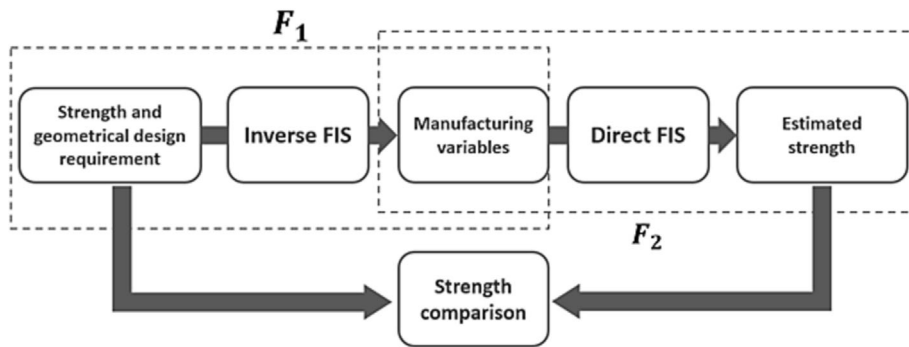 F₁
Strength and
geometrical design
requirement
Inverse FIS
Manufacturing
variables
Direct FIS
Estimated
strength
F₂
Strength
comparison